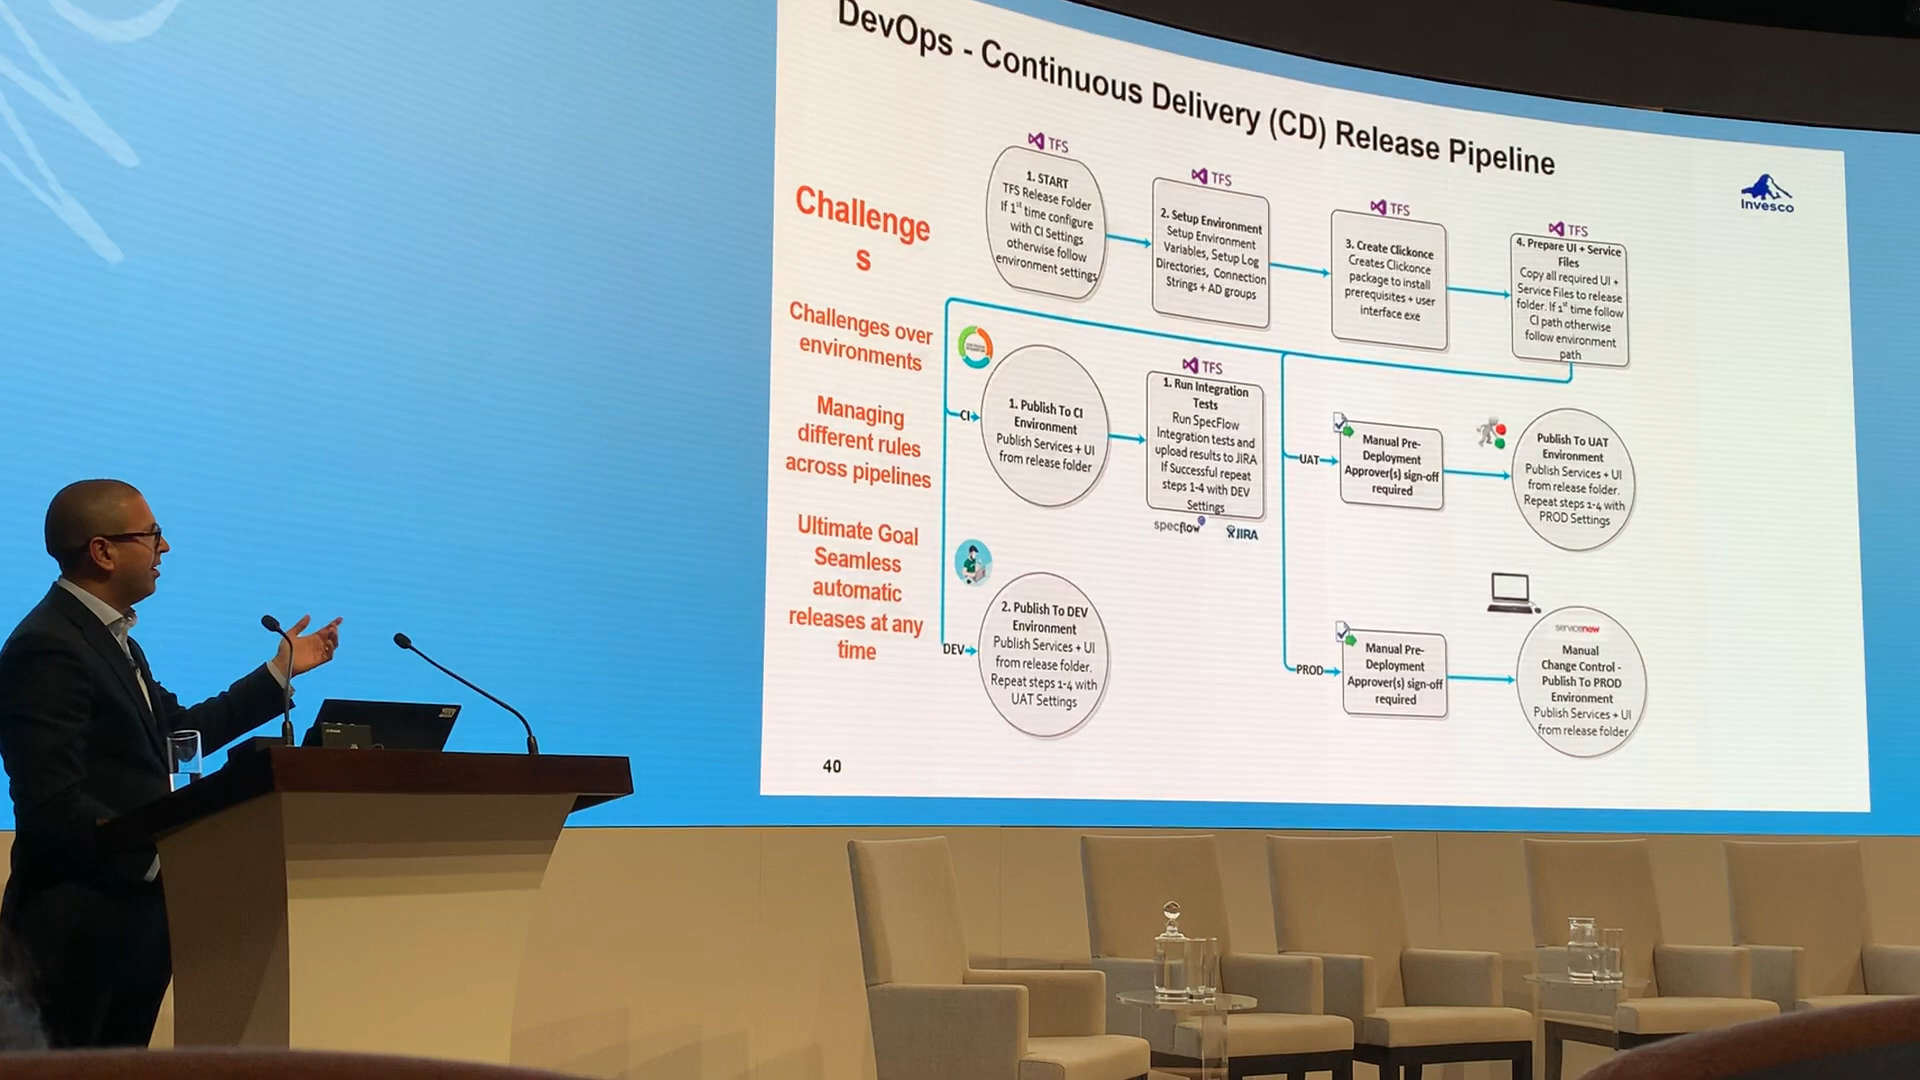 DevOps - Continuous Delivery (CD) Release Pipeline
Invesco
Challenge
s
Challenges over
environments
Managing
different rules
across pipelines
Ultimate Goal
Seamless
automatic
releases at any
time
40
TFS
1. START
TFS Release Folder
If 1st time configure
with CI Settings
otherwise follow
environment settings
TFS
2. Setup Environment
Setup Environment
Variables, Setup Log
Directories, Connection
Strings + AD groups
TFS
3. Create Clickonce
Creates Clickonce
package to install
prerequisites + user
interface exe
TFS
4. Prepare UI + Service
Files
Copy all required UI +
Service Files to release
folder. If 1st time follow
CI path otherwise
follow environment
path
CI
1. Publish To CI
Environment
Publish Services + UI
from release folder
TFS
1. Run Integration
Tests
Run SpecFlow
Integration tests and
upload results to JIRA
If Successful repeat
steps 1-4 with DEV
Settings
specflow
JIRA
UAT
Manual Pre-
Deployment
Approver(s) sign-off
required
Publish To UAT
Environment
Publish Services + UI
from release folder.
Repeat steps 1-4 with
PROD Settings
DEV
2. Publish To DEV
Environment
Publish Services + UI
from release folder.
Repeat steps 1-4 with
UAT Settings
PROD
Manual Pre-
Deployment
Approver(s) sign-off
required
servicenow
Manual
Change Control -
Publish To PROD
Environment
Publish Services + UI
from release folder